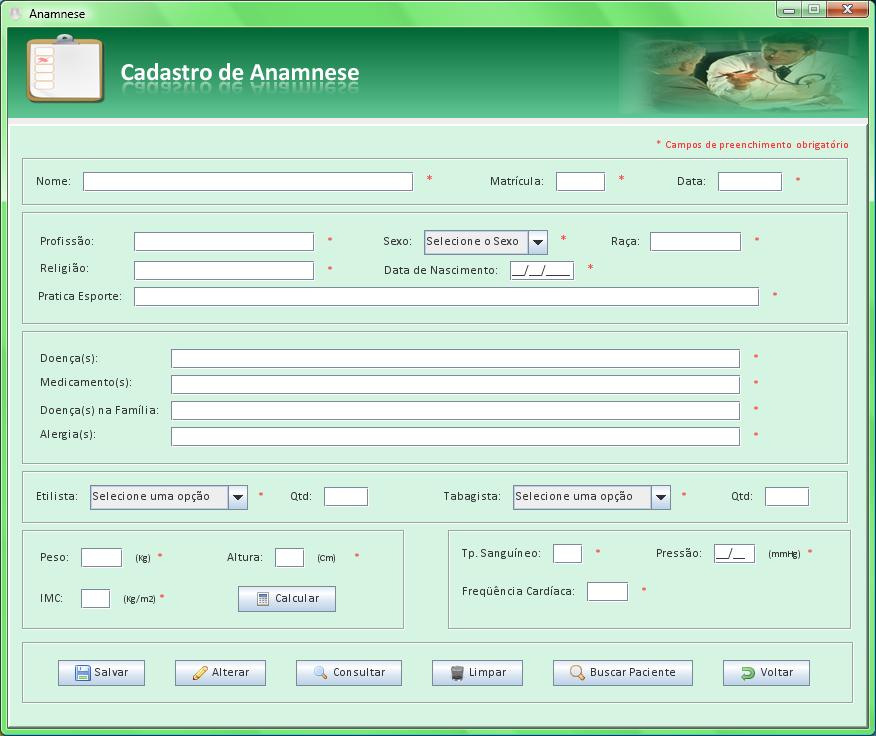 Anamnese
Cadastro de Anamnese
* Campos de preenchimento obrigatório
Nome: * Matrícula: * Data: *
Profissão: * Sexo: Selecione o Sexo * Raça: *
Religião: * Data de Nascimento: __/__/____ *
Pratica Esporte: *
Doença(s): *
Medicamento(s): *
Doença(s) na Família: *
Alergia(s): *
Etilista: Selecione uma opção * Qtd: Tabagista: Selecione uma opção * Qtd:
Peso: (Kg) * Altura: (Cm) * Tp. Sanguíneo: * Pressão: __/__ (mmHg) *
IMC: (Kg/m2) * Calcular Freqüência Cardíaca: *
Salvar Alterar Consultar Limpar Buscar Paciente Voltar